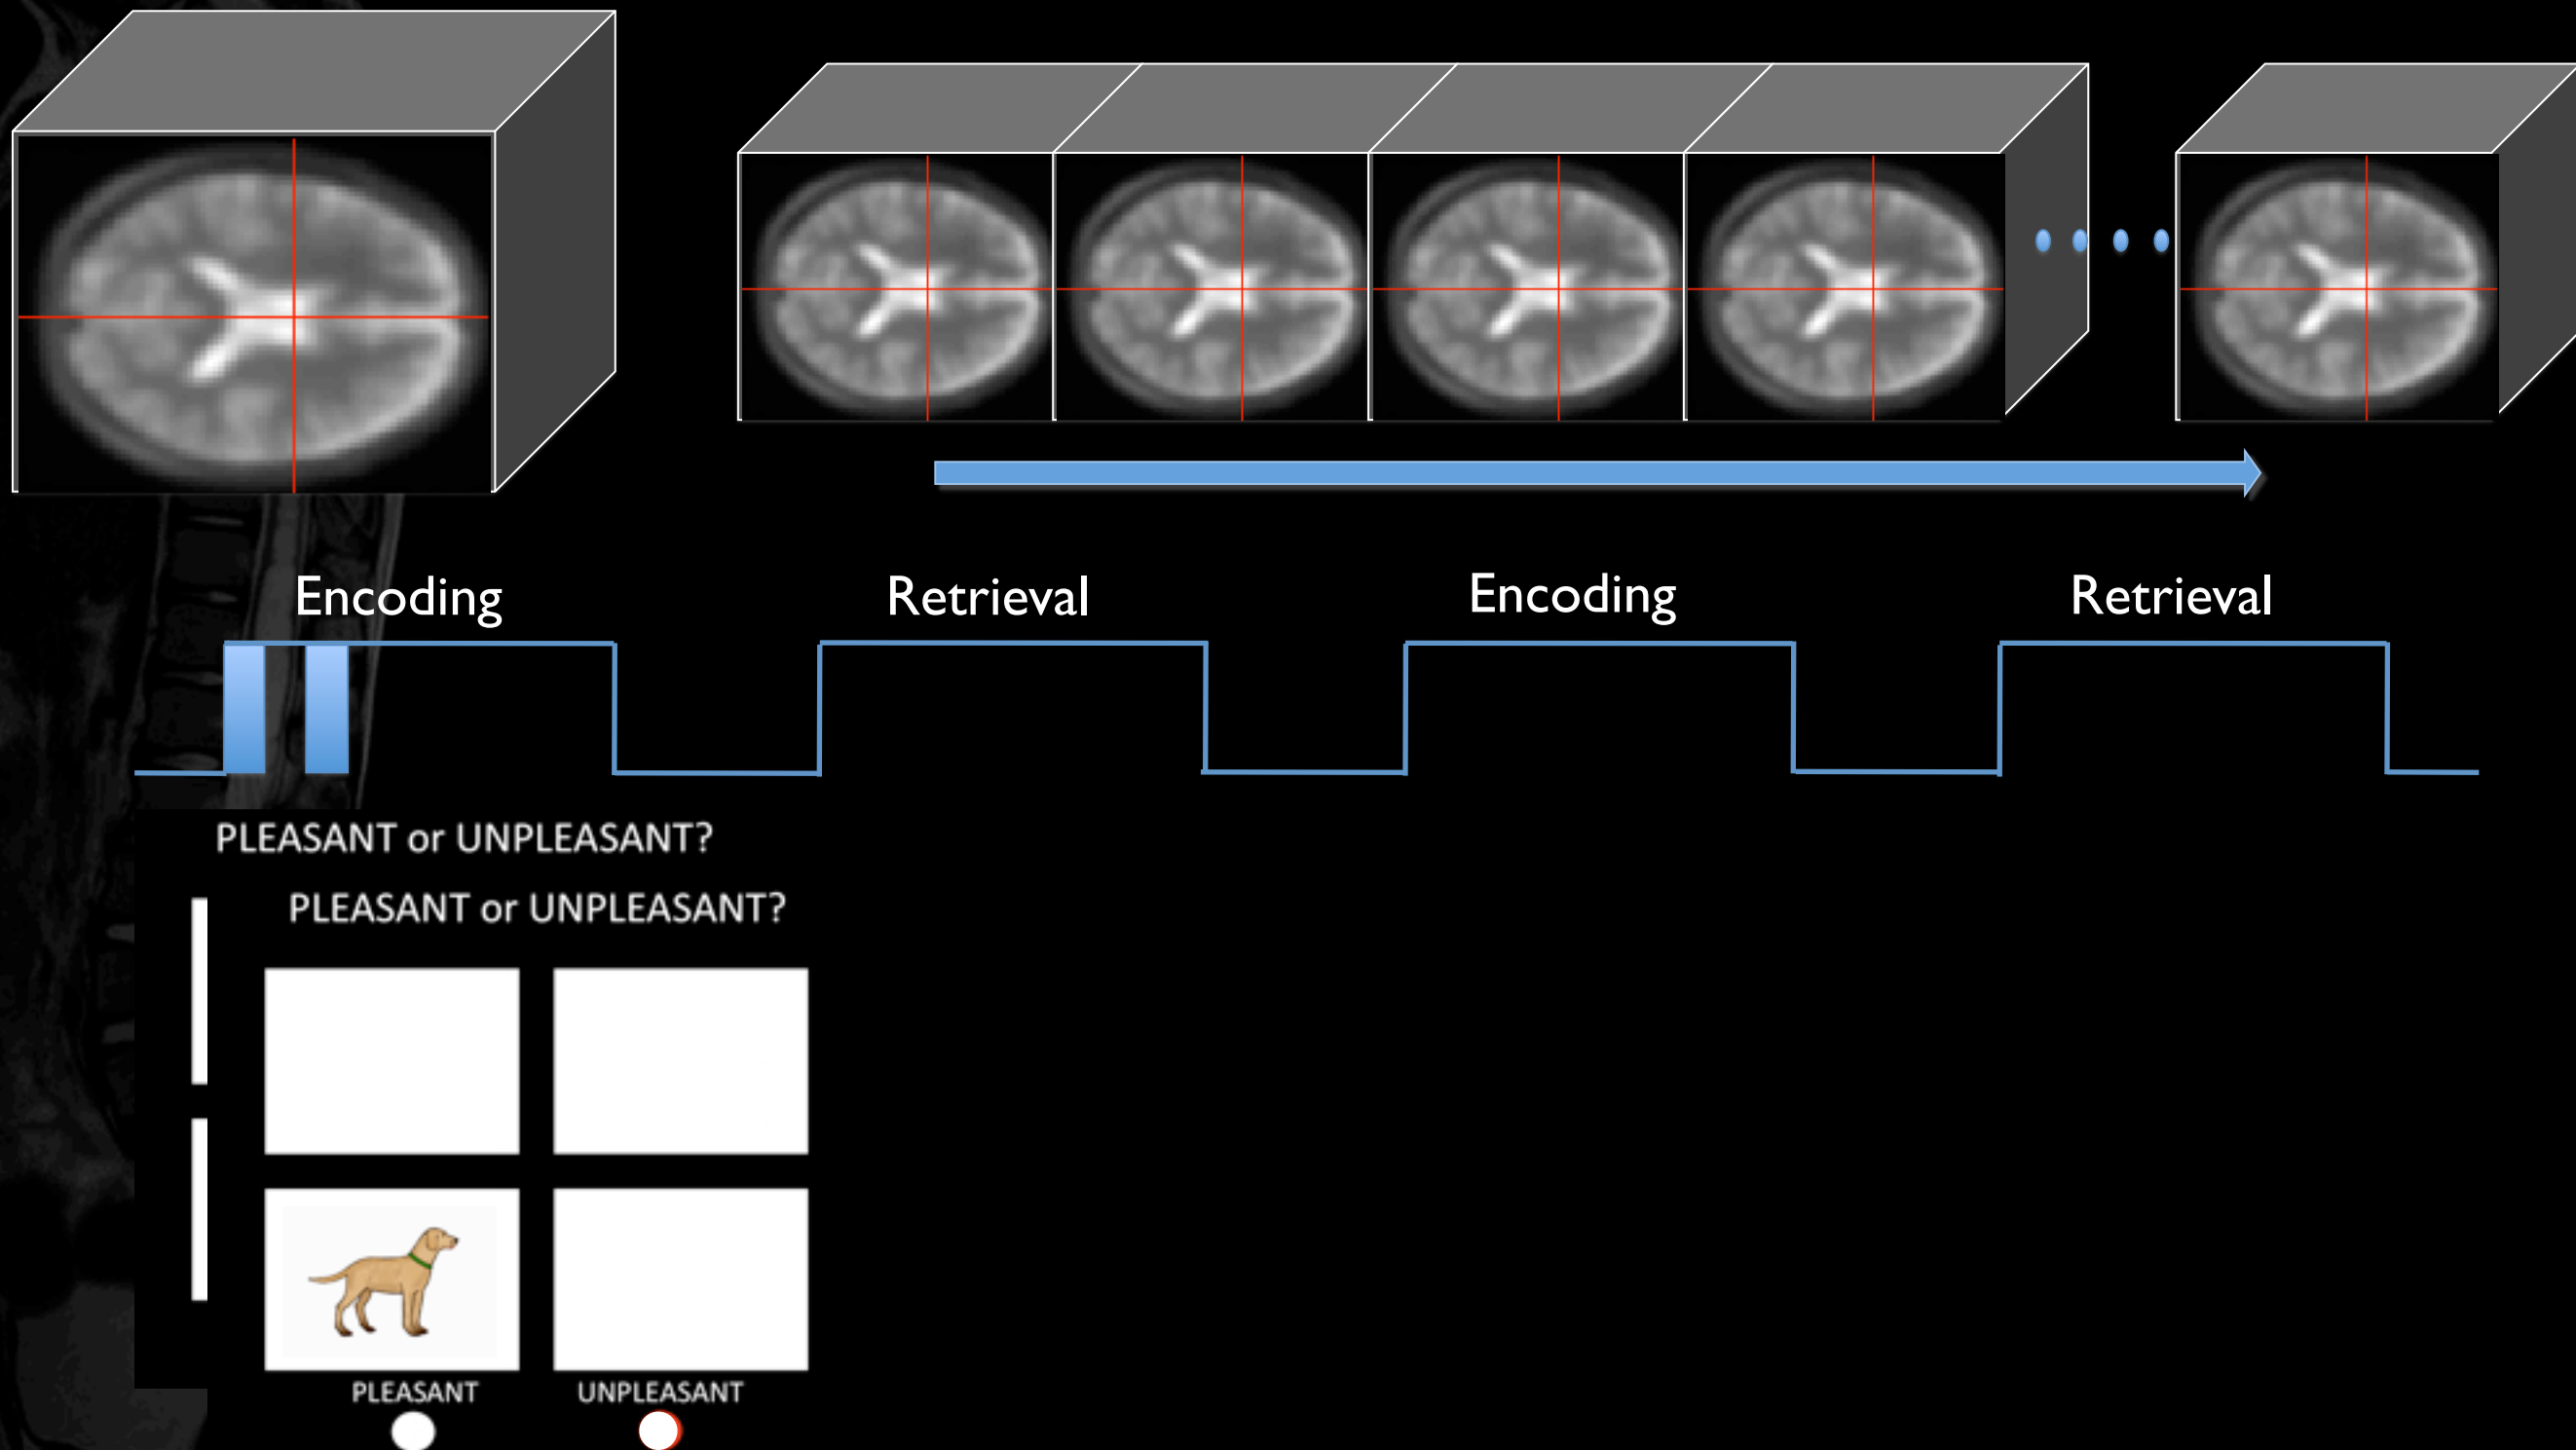 Encoding
Retrieval
Encoding
Retrieval
PLEASANT or UNPLEASANT?
PLEASANT or UNPLEASANT?
PLEASANT
UNPLEASANT